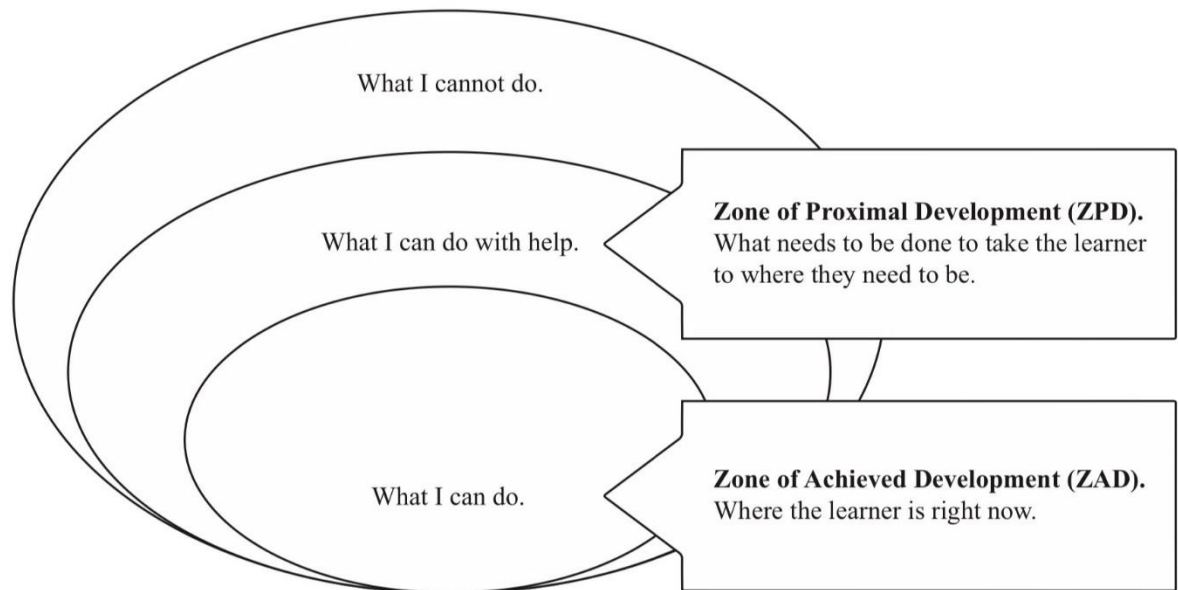 What I cannot do.
What I can do with help.
Zone of Proximal Development (ZPD).
What needs to be done to take the learner
to where they need to be.
What I can do.
Zone of Achieved Development (ZAD).
Where the learner is right now.